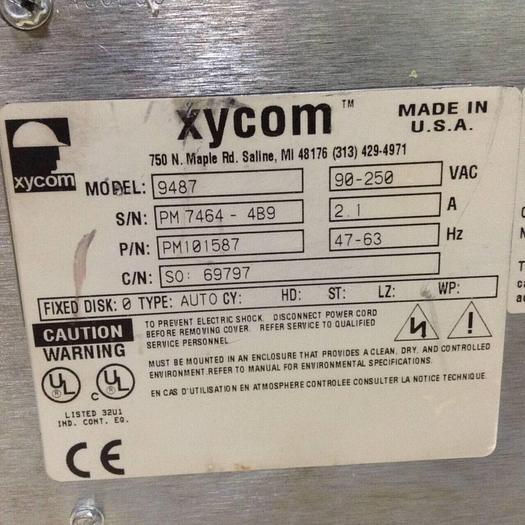 xycom™
MADE IN
U.S.A.
750 N. Maple Rd. Saline, MI 48176 (313) 429-4971
xycom
MODEL: 9487 90-250 VAC
S/N: PM 7464 - 4B9 2.1 A
P/N: PM101587 47-63 Hz
C/N: SO: 69797
FIXED DISK: 0 TYPE: AUTO CY: HD: ST: LZ: WP:
CAUTION
WARNING
TO PREVENT ELECTRIC SHOCK, DISCONNECT POWER CORD
BEFORE REMOVING COVER. REFER SERVICE TO QUALIFIED
SERVICE PERSONNEL.
MUST BE MOUNTED IN AN ENCLOSURE THAT PROVIDES A CLEAN, DRY, AND CONTROLLED
ENVIRONMENT. REFER TO MANUAL FOR ENVIRONMENTAL SPECIFICATIONS.
EN CAS D'UTILISATION EN ATMOSPHERE CONTROLEE CONSULTER LA NOTICE TECHNIQUE.
UL C UL
LISTED 32U1
IND. CONT. EQ.
CE